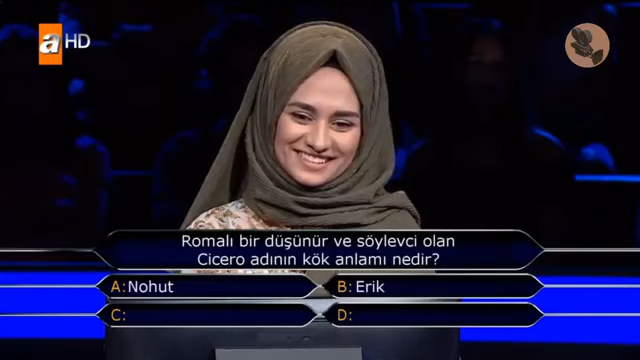 a HD
Romalı bir düşünür ve söylevci olan
Cicero adının kök anlamı nedir?
A: Nohut
B: Erik
C:
D: